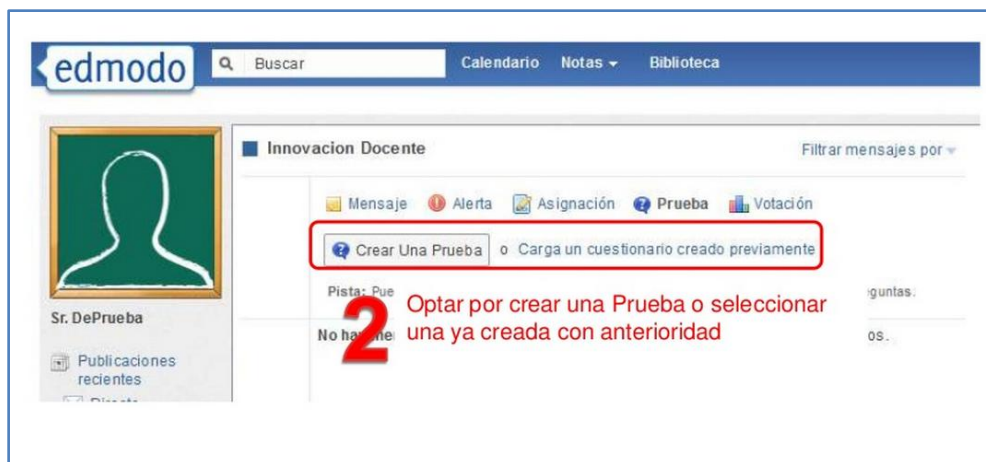 edmodo Buscar Calendario Notas Biblioteca
Innovacion Docente Filtrar mensajes por
Mensaje Alerta Asignación Prueba Votación
Crear Una Prueba o Carga un cuestionario creado previamente
Pista:
2
Optar por crear una Prueba o seleccionar
una ya creada con anterioridad
Sr. DePrueba
No
Publicaciones
recientes